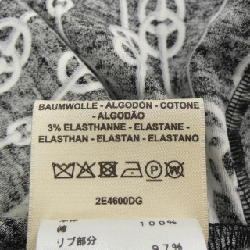 BAUMWOLLE - ALGODÓN - COTONE
- ALGODÃO
3% ELASTHANNE - ELASTANE -
ELASTHAN - ELASTAN - ELASTANO
2E4600DG
100%
リブ部分
97%